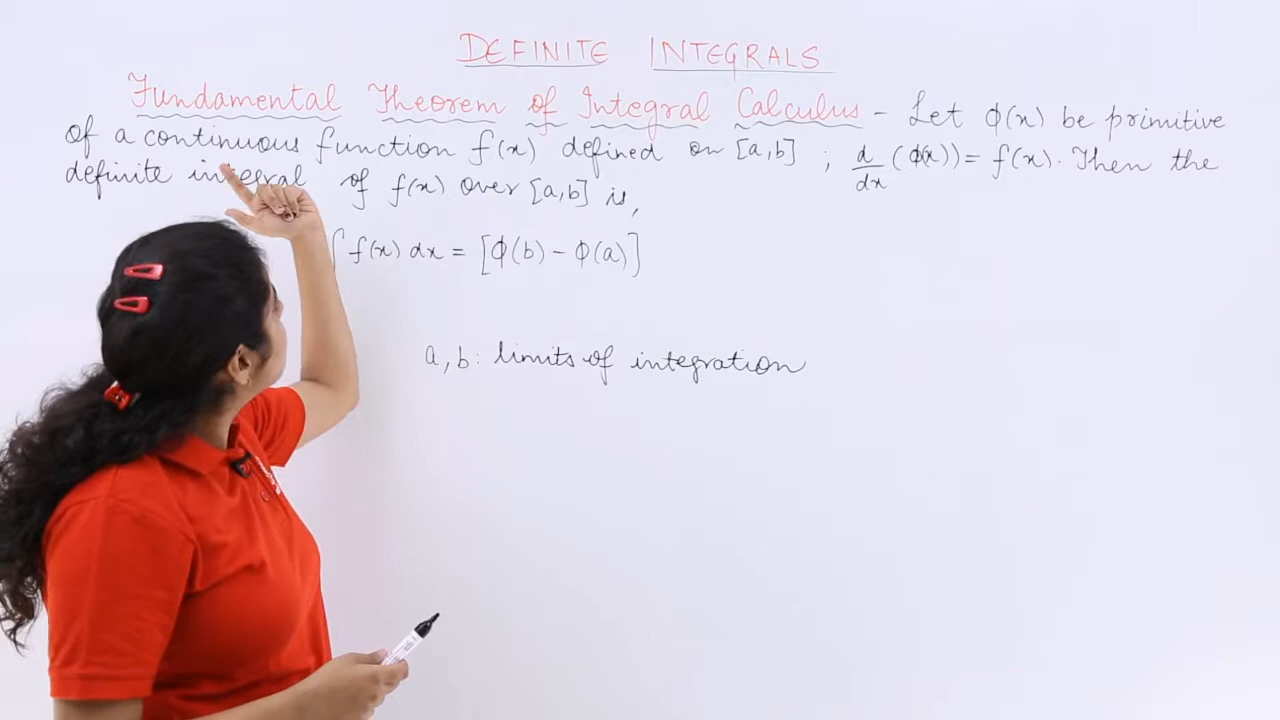 DEFINITE INTEGRALS
Fundamental Theorem of Integral Calculus - Let ϕ(x) be primitive
of a continuous function f(x) defined on [a,b] ; d/dx (ϕ(x)) = f(x). Then the
definite integral of f(x) over [a,b] is,
∫ f(x) dx = [ϕ(b) - ϕ(a)]
a, b: limits of integration